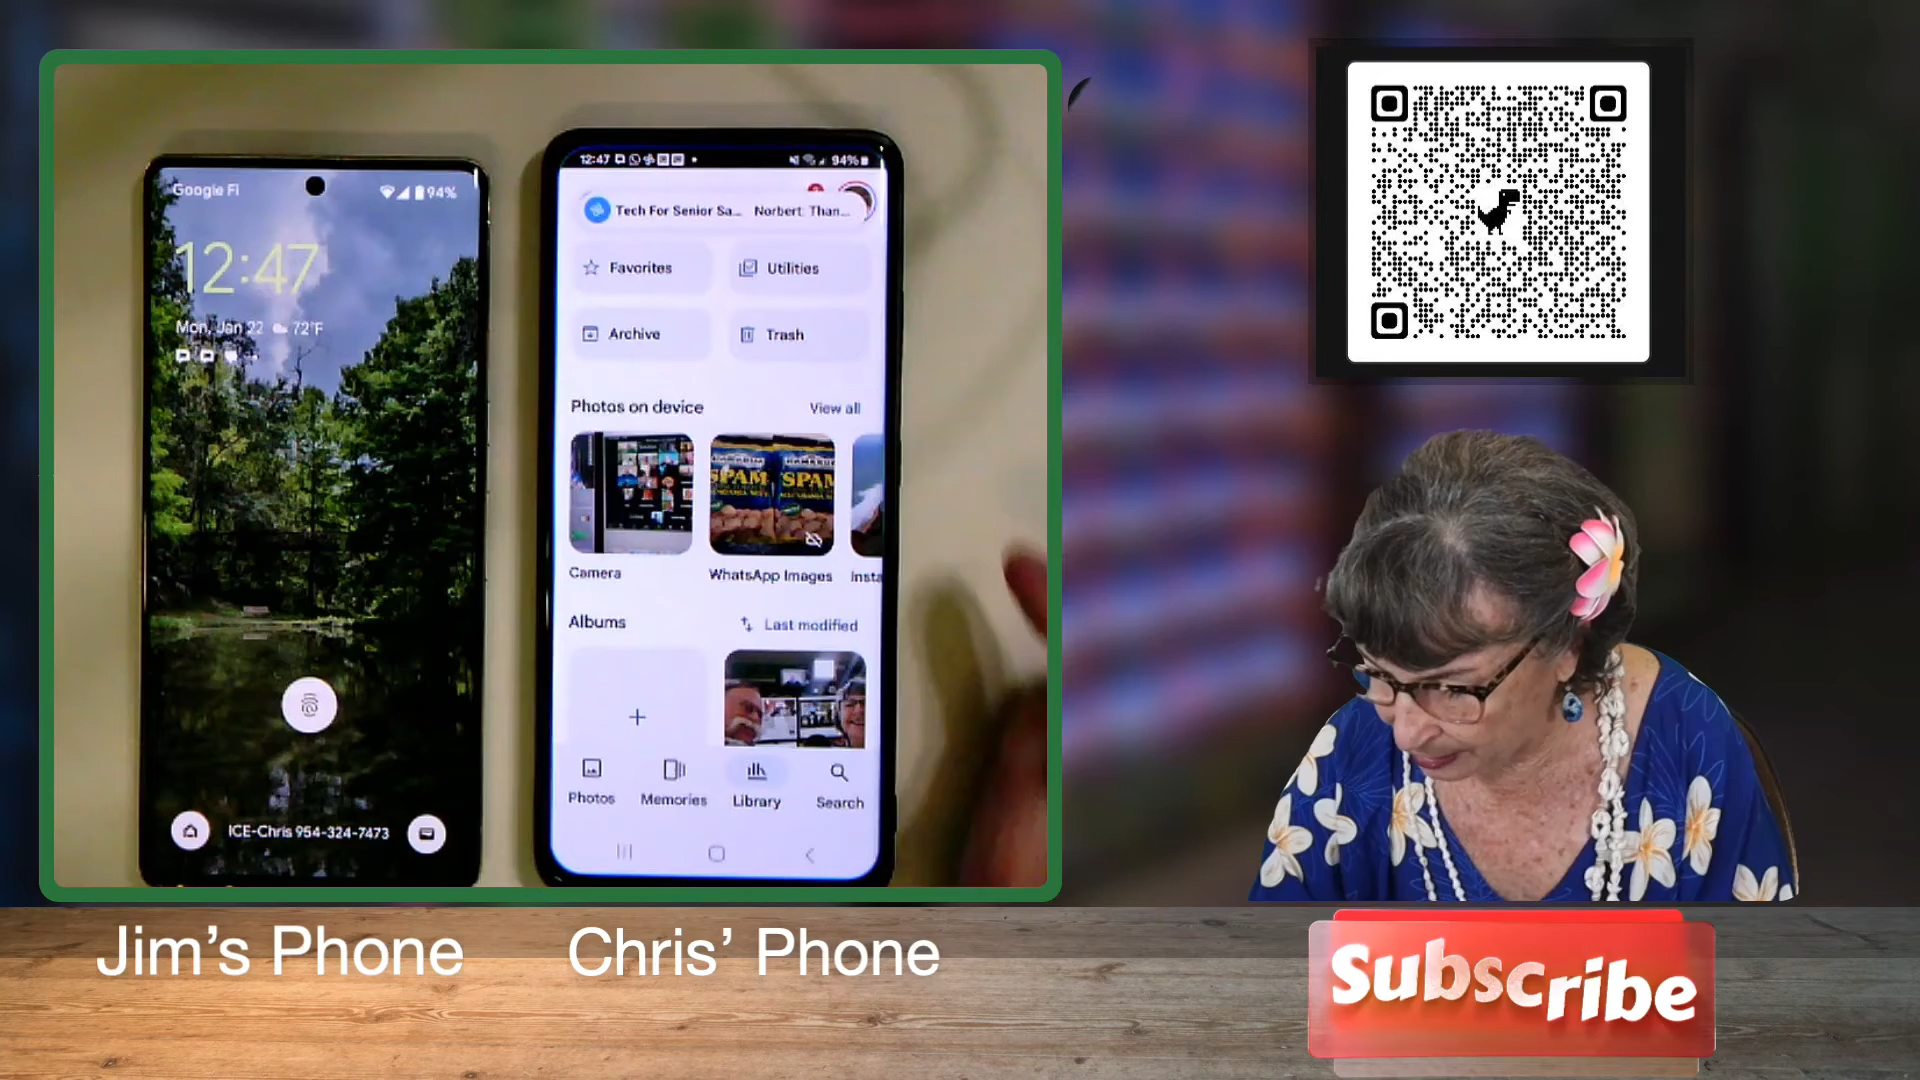 Google Fi
94%
12:47
Mon, Jan 22 72°F
ICE-Chris 954-324-7473
12:47
94%
Tech For Senior Sa... Norbert: Than...
Favorites
Utilities
Archive
Trash
Photos on device
View all
SPAM
SPAM
Camera
WhatsApp Images
Insta
Albums
Last modified
Photos
Memories
Library
Search
Jim's Phone
Chris' Phone
Subscribe